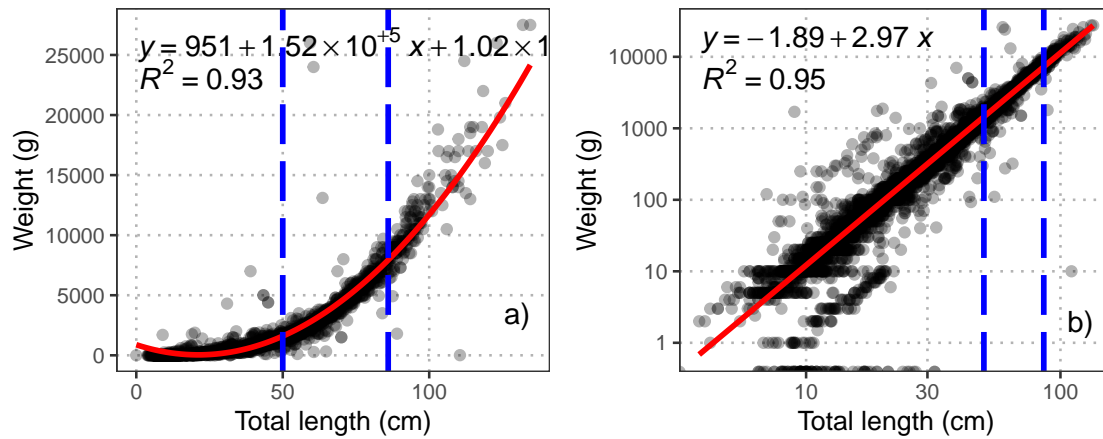 y = 951 + 1.52 × 10^{+5} x + 1.02 × 1
R² = 0.93
25000
20000
15000
10000
5000
0
0
50
100
Weight (g)
Total length (cm)
a)
y = − 1.89 + 2.97 x
R² = 0.95
10000
1000
100
10
1
10
30
100
Weight (g)
Total length (cm)
b)